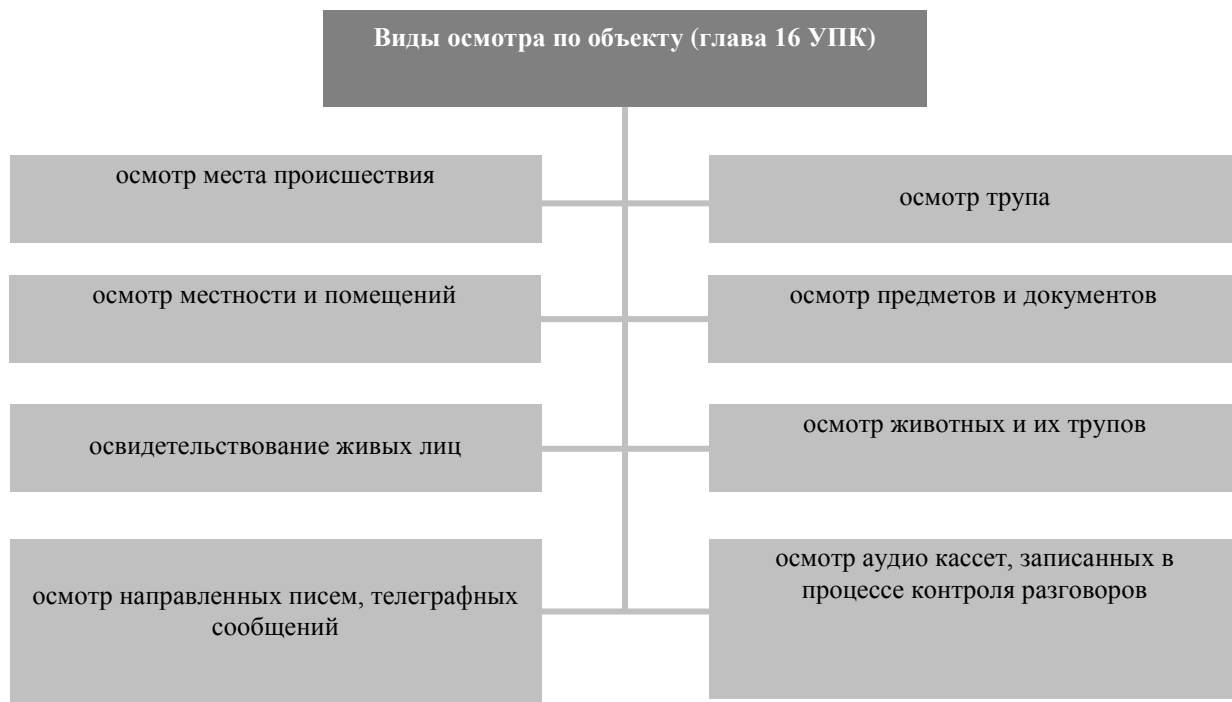 Виды осмотра по объекту (глава 16 УПК)
осмотр места происшествия
осмотр трупа
осмотр местности и помещений
осмотр предметов и документов
освидетельствование живых лиц
осмотр животных и их трупов
осмотр направленных писем, телеграфных
сообщений
осмотр аудио кассет, записанных в
процессе контроля разговоров